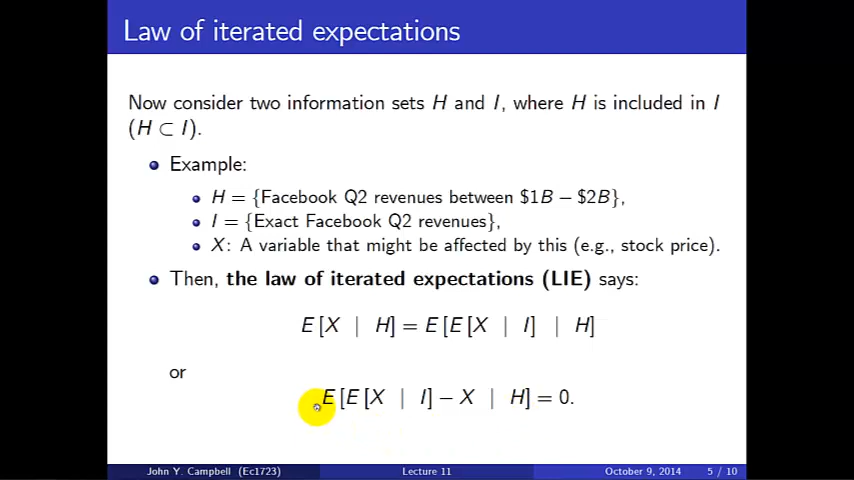 Law of iterated expectations
Now consider two information sets H and I, where H is included in I
(H ⊂ I).
Example:
H = {Facebook Q2 revenues between $1B − $2B},
I = {Exact Facebook Q2 revenues},
X: A variable that might be affected by this (e.g., stock price).
Then, the law of iterated expectations (LIE) says:
E [X | H] = E [E [X | I] | H]
or
E [E [X | I] − X | H] = 0.
John Y. Campbell (Ec1723) Lecture 11 October 9, 2014 5 / 10